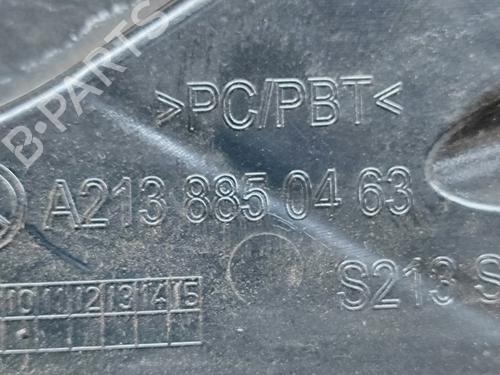 B-PARTS
>PC/PBT<
A213 885 04 63
S213 S
10 11 12 13 14 15